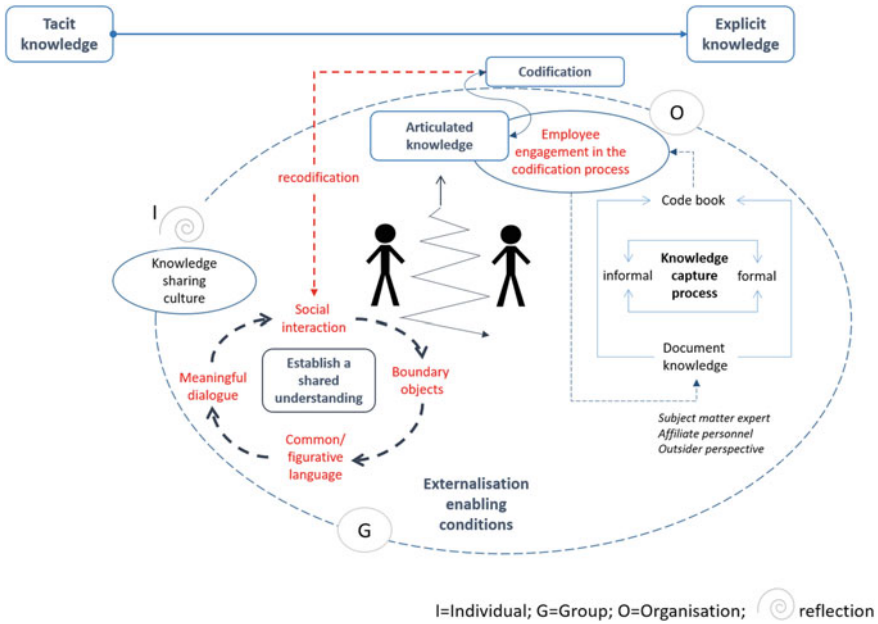 Tacit
knowledge
Explicit
knowledge
Codification
O
Articulated
knowledge
Employee
engagement in the
codification process
recodification
Code book
I
Knowledge
sharing
culture
informal
Knowledge
capture
process
formal
Social
interaction
Document
knowledge
Establish a
shared
understanding
Meaningful
dialogue
Boundary
objects
Common/
figurative
language
Subject matter expert
Affiliate personnel
Outsider perspective
Externalisation
enabling
conditions
G
I=Individual; G=Group; O=Organisation; reflection